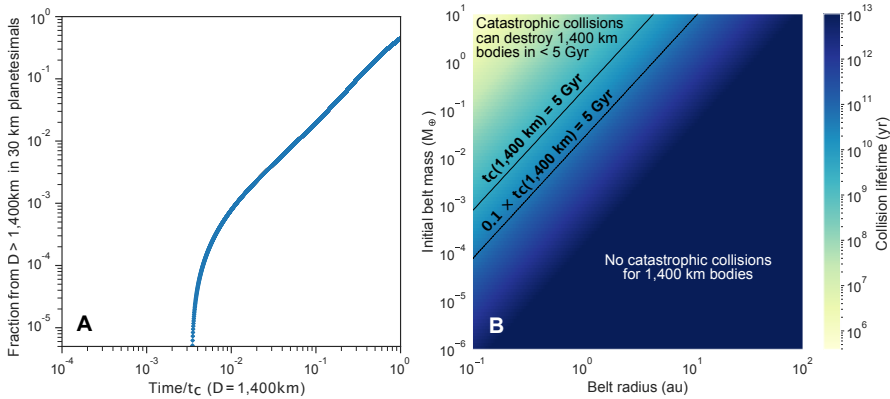 10⁰
10⁻¹
10⁻²
10⁻³
10⁻⁴
10⁻⁵
Fraction from D > 1,400km in 30 km planetesimals
A
10⁻⁴
10⁻³
10⁻²
10⁻¹
10⁰
Time/t_c (D = 1,400km)
10¹
10⁰
10⁻¹
10⁻²
10⁻³
10⁻⁴
10⁻⁵
10⁻⁶
Initial belt mass (M⊕)
Catastrophic collisions
can destroy 1,400 km
bodies in < 5 Gyr
tc(1,400 km) = 5 Gyr
0.1 × tc(1,400 km) = 5 Gyr
No catastrophic collisions
for 1,400 km bodies
B
10⁻¹
10⁰
10¹
10²
Belt radius (au)
10¹³
10¹²
10¹¹
10¹⁰
10⁹
10⁸
10⁷
10⁶
Collision lifetime (yr)